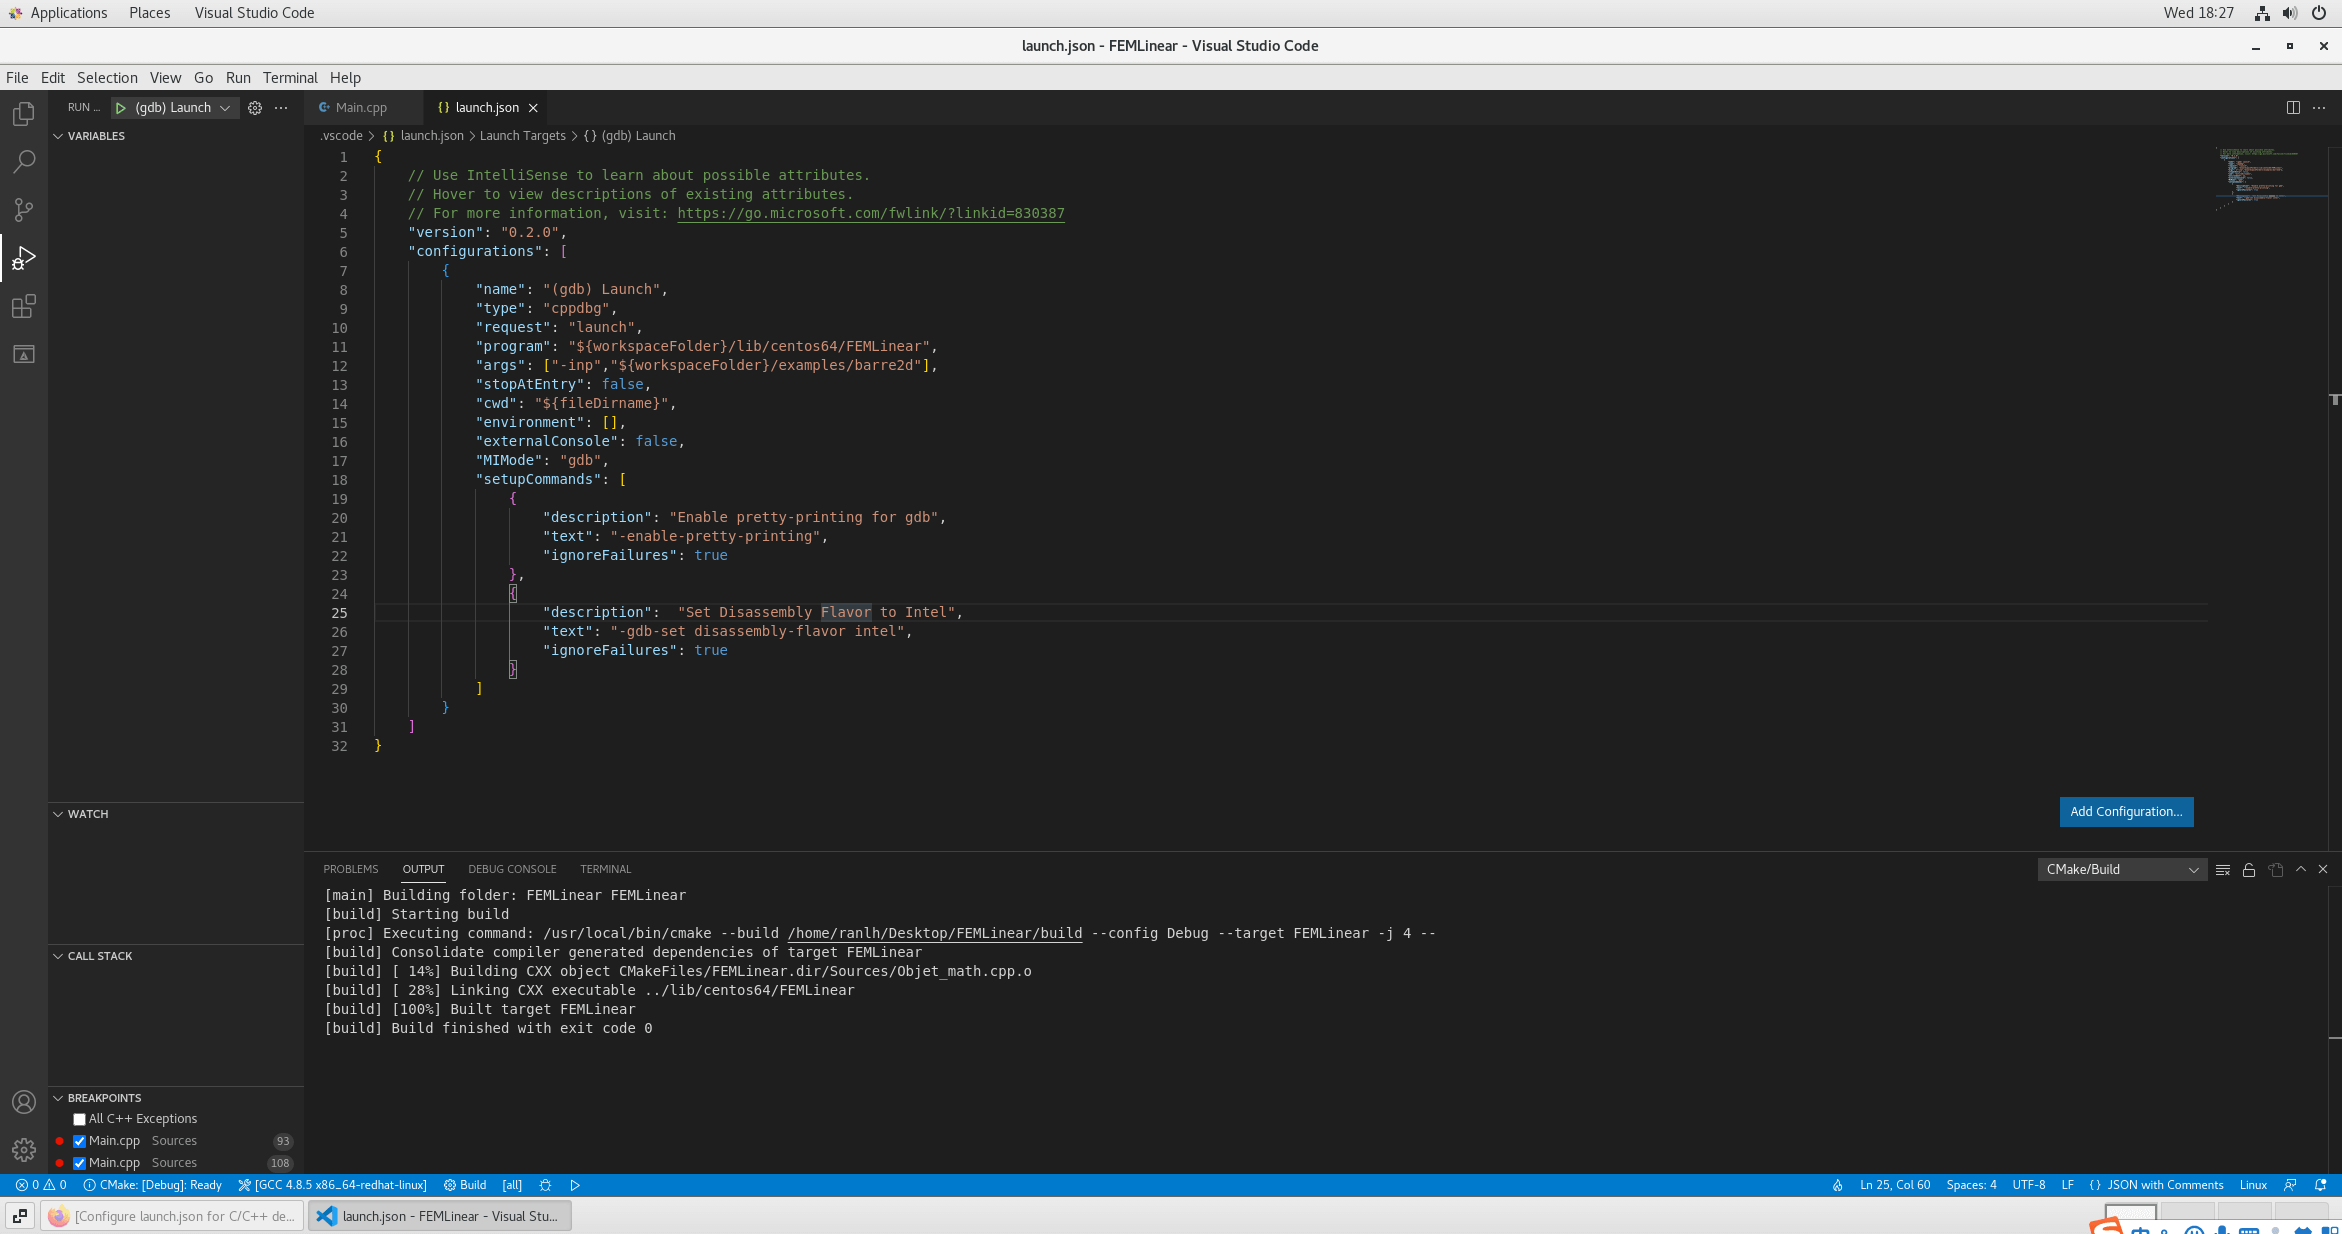 Applications Places Visual Studio Code Wed 18:27
launch.json - FEMLinear - Visual Studio Code
File Edit Selection View Go Run Terminal Help
RUN ... (gdb) Launch Main.cpp launch.json
VARIABLES
.vscode > {} launch.json > Launch Targets > {} (gdb) Launch
1 {
2 // Use IntelliSense to learn about possible attributes.
3 // Hover to view descriptions of existing attributes.
4 // For more information, visit: https://go.microsoft.com/fwlink/?linkid=830387
5 "version": "0.2.0",
6 "configurations": [
7 {
8 "name": "(gdb) Launch",
9 "type": "cppdbg",
10 "request": "launch",
11 "program": "${workspaceFolder}/lib/centos64/FEMLinear",
12 "args": ["-inp","${workspaceFolder}/examples/barre2d"],
13 "stopAtEntry": false,
14 "cwd": "${fileDirname}",
15 "environment": [],
16 "externalConsole": false,
17 "MIMode": "gdb",
18 "setupCommands": [
19 {
20 "description": "Enable pretty-printing for gdb",
21 "text": "-enable-pretty-printing",
22 "ignoreFailures": true
23 },
24 {
25 "description":  "Set Disassembly Flavor to Intel",
26 "text": "-gdb-set disassembly-flavor intel",
27 "ignoreFailures": true
28 }
29 ]
30 }
31 ]
32 }
Add Configuration...
WATCH
CALL STACK
BREAKPOINTS
All C++ Exceptions
Main.cpp Sources 93
Main.cpp Sources 108
PROBLEMS OUTPUT DEBUG CONSOLE TERMINAL CMake/Build
[main] Building folder: FEMLinear FEMLinear
[build] Starting build
[proc] Executing command: /usr/local/bin/cmake --build /home/ranlh/Desktop/FEMLinear/build --config Debug --target FEMLinear -j 4 --
[build] Consolidate compiler generated dependencies of target FEMLinear
[build] [ 14%] Building CXX object CMakeFiles/FEMLinear.dir/Sources/Objet_math.cpp.o
[build] [ 28%] Linking CXX executable ../lib/centos64/FEMLinear
[build] [100%] Built target FEMLinear
[build] Build finished with exit code 0
0 0 CMake: [Debug]: Ready [GCC 4.8.5 x86_64-redhat-linux] Build [all] Ln 25, Col 60 Spaces: 4 UTF-8 LF {} JSON with Comments Linux
[Configure launch.json for C/C++ de... launch.json - FEMLinear - Visual Stu...